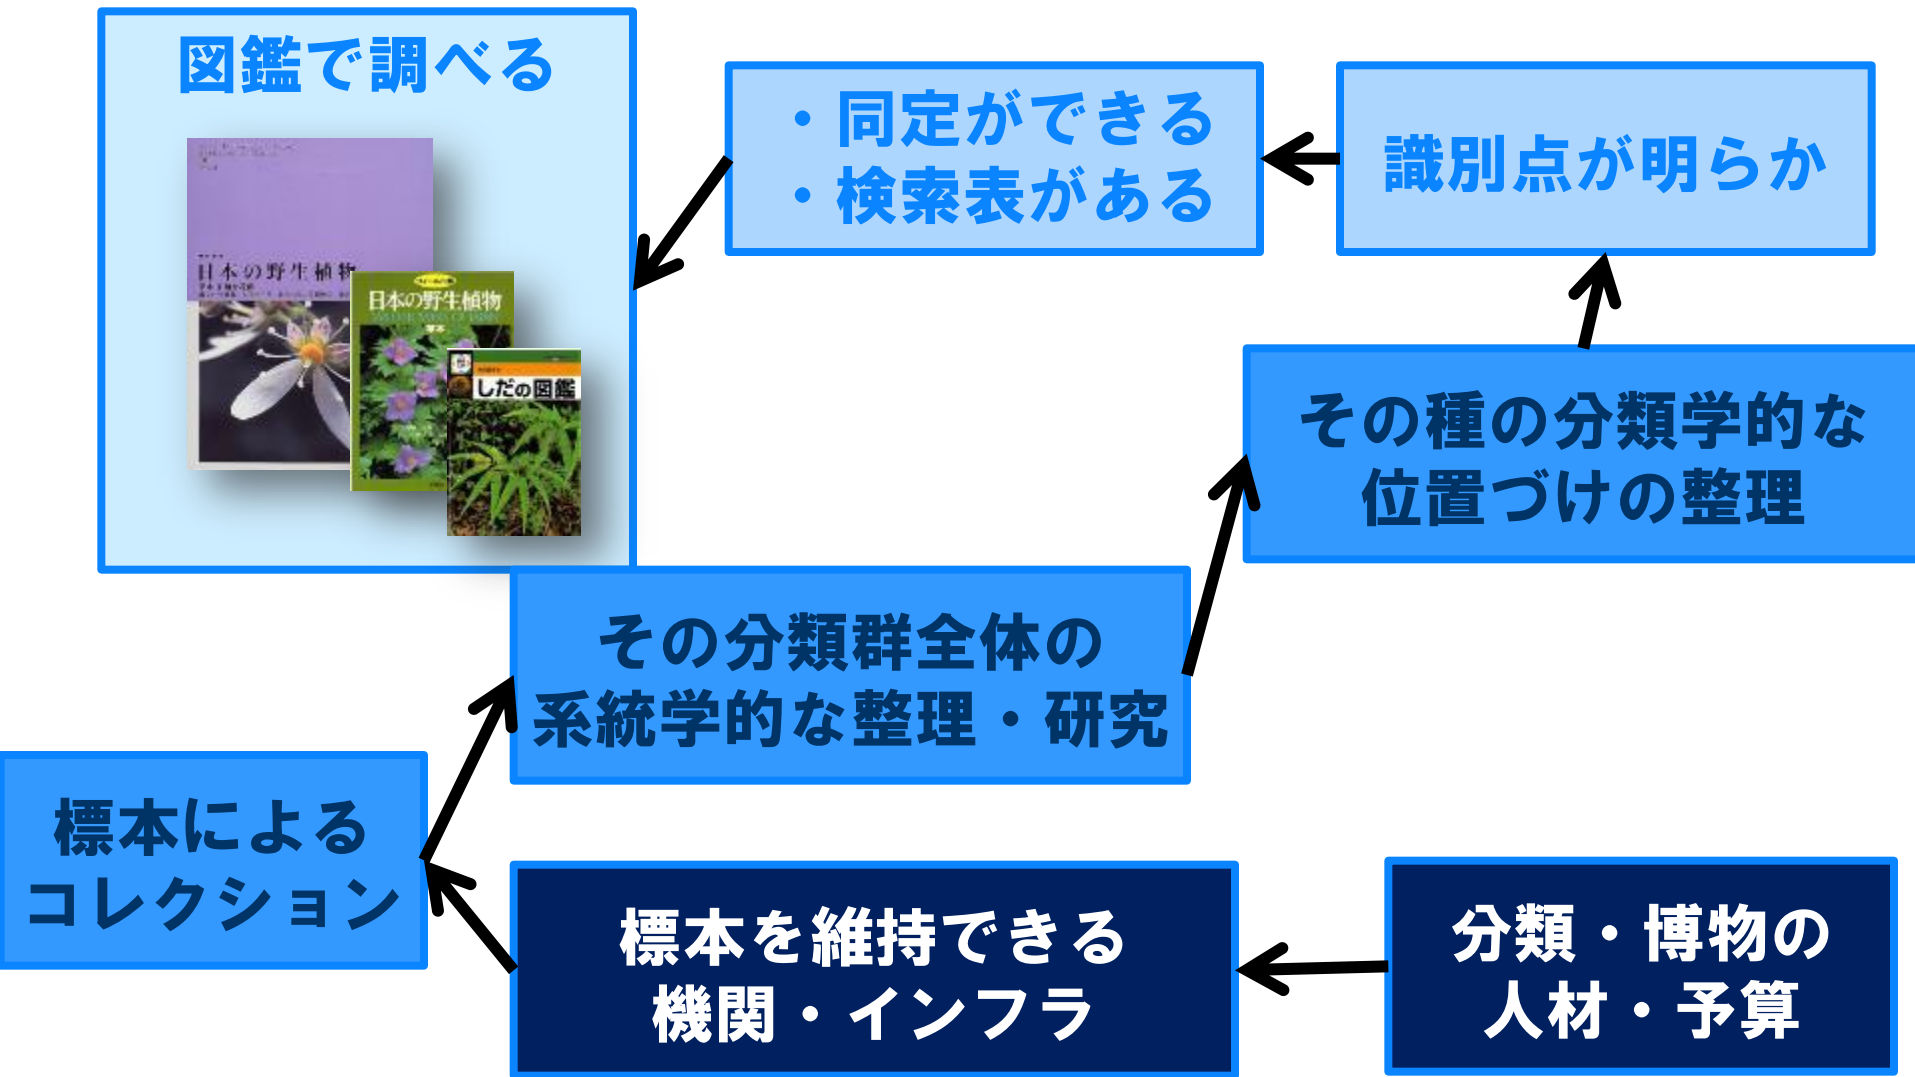 図鑑で調べる
日本の野生植物
日本の野生植物
草本
しだの図鑑
・同定ができる
・検索表がある
識別点が明らか
その種の分類学的な
位置づけの整理
その分類群全体の
系統学的な整理・研究
標本による
コレクション
標本を維持できる
機関・インフラ
分類・博物の
人材・予算